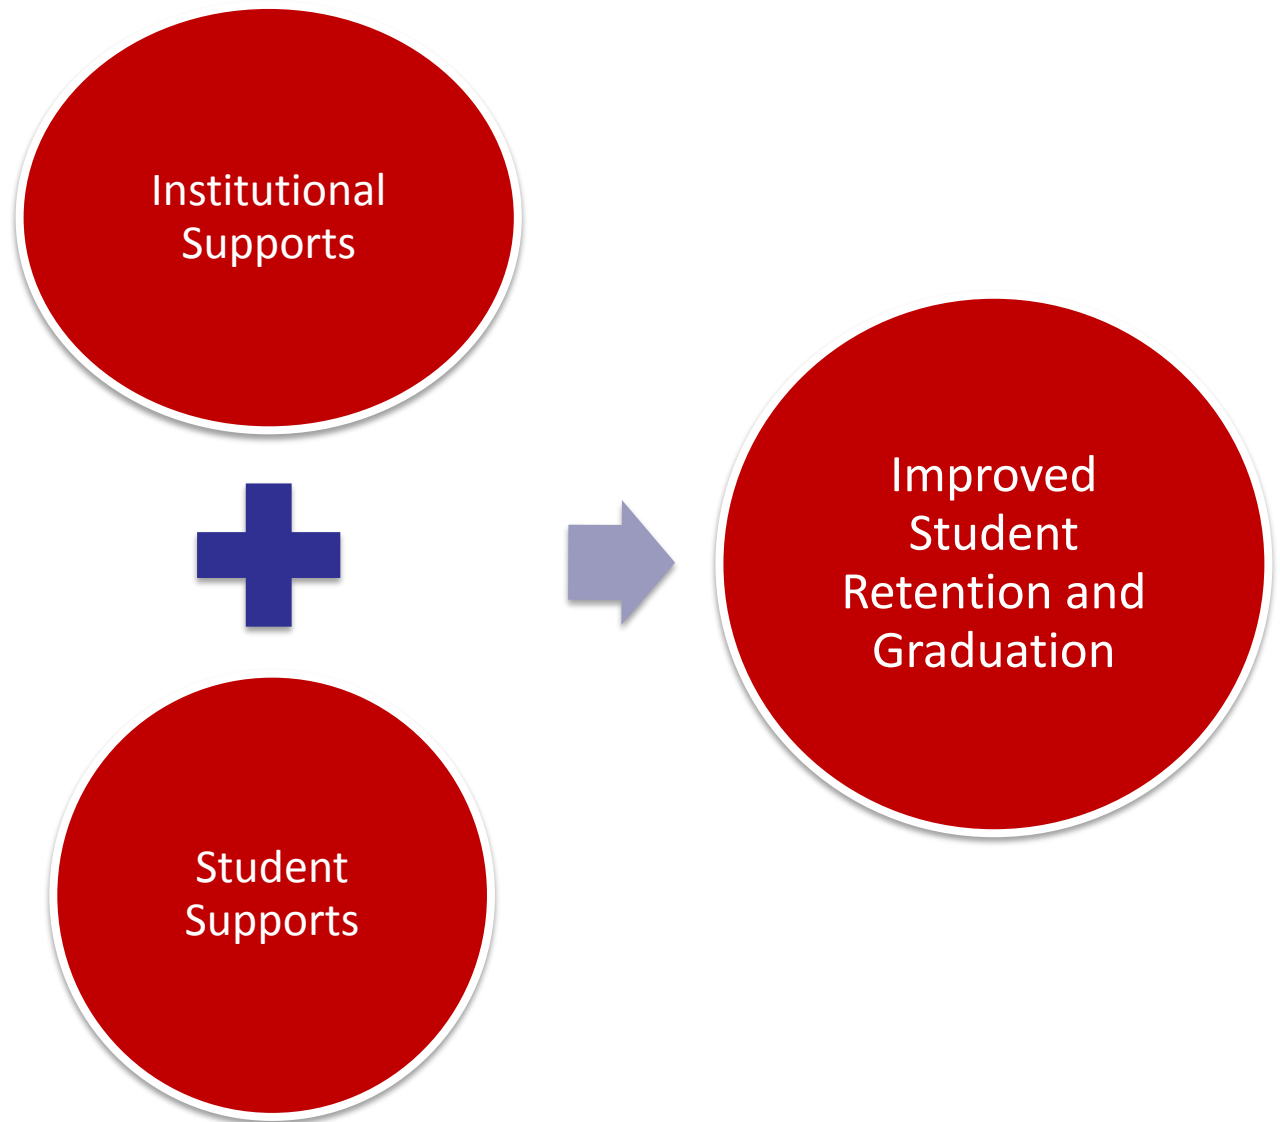 Institutional
Supports
Student
Supports
Improved
Student
Retention and
Graduation